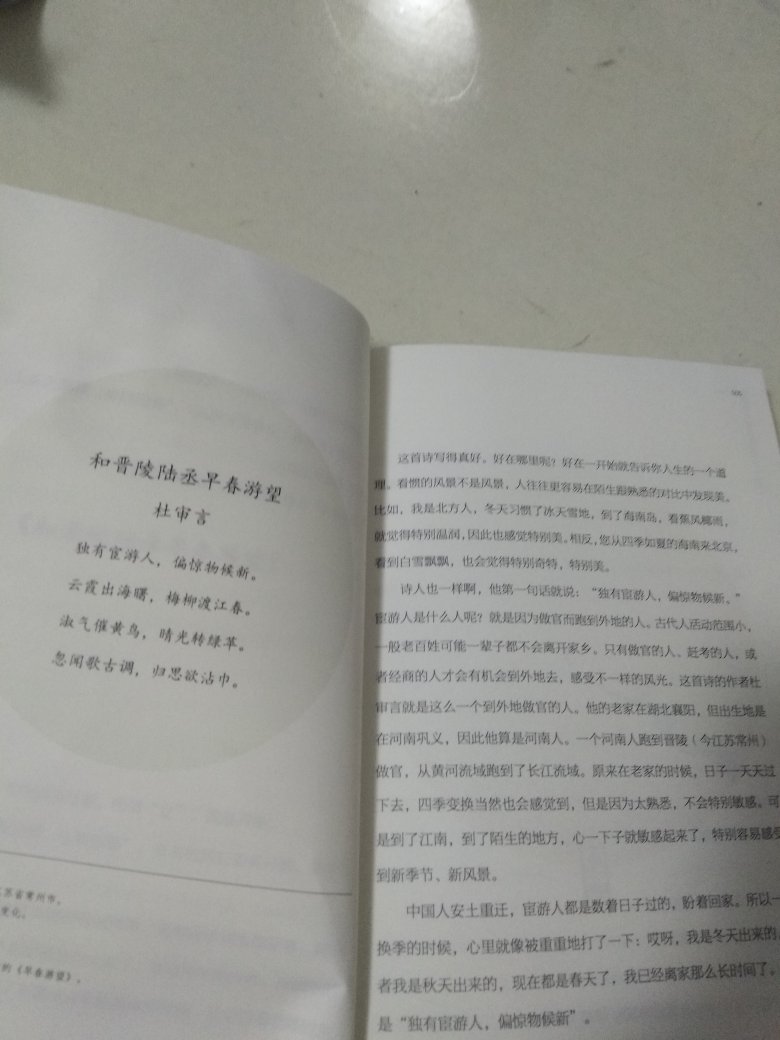 和晋陵陆丞早春游望
杜审言
独有宦游人，偏惊物候新。
云霞出海曙，梅柳渡江春。
淑气催黄鸟，晴光转绿苹。
忽闻歌古调，归思欲沾巾。
苏省常州市。
变化。
的《早春游望》。
这首诗写得真好。好在哪里呢？好在一开始就告诉你人生的一个道
理。看惯的风景不是风景，人往往更容易在陌生跟熟悉的对比中发现美。
比如，我是北方人，冬天习惯了冰天雪地，到了海南岛，看蕉风椰雨，
就觉得特别温润，因此也感觉特别美。相反，您从四季如夏的海南来北京，
看到白雪飘飘，也会觉得特别奇特，特别美。
诗人也一样啊，他第一句话就说：“独有宦游人，偏惊物候新。”
宦游人是什么人呢？就是因为做官而跑到外地的人。古代人活动范围小，
一般老百姓可能一辈子都不会离开家乡。只有做官的人、赶考的人，或
者经商的人才会有机会到外地去，感受不一样的风光。这首诗的作者杜
审言就是这么一个到外地做官的人。他的老家在湖北襄阳，但出生地是
在河南巩义，因此他算是河南人。一个河南人跑到晋陵（今江苏常州）
做官，从黄河流域跑到了长江流域。原来在老家的时候，日子一天天过
下去，四季变换当然也会感觉到，但是因为太熟悉，不会特别敏感。可
是到了江南，到了陌生的地方，心一下子就敏感起来了，特别容易感受
到新季节、新风景。
中国人安土重迁，宦游人都是数着日子过的，盼着回家。所以一
换季的时候，心里就像被重重地打了一下：哎呀，我是冬天出来的，
者我是秋天出来的，现在都是春天了，我已经离家那么长时间了。
是“独有宦游人，偏惊物候新”。